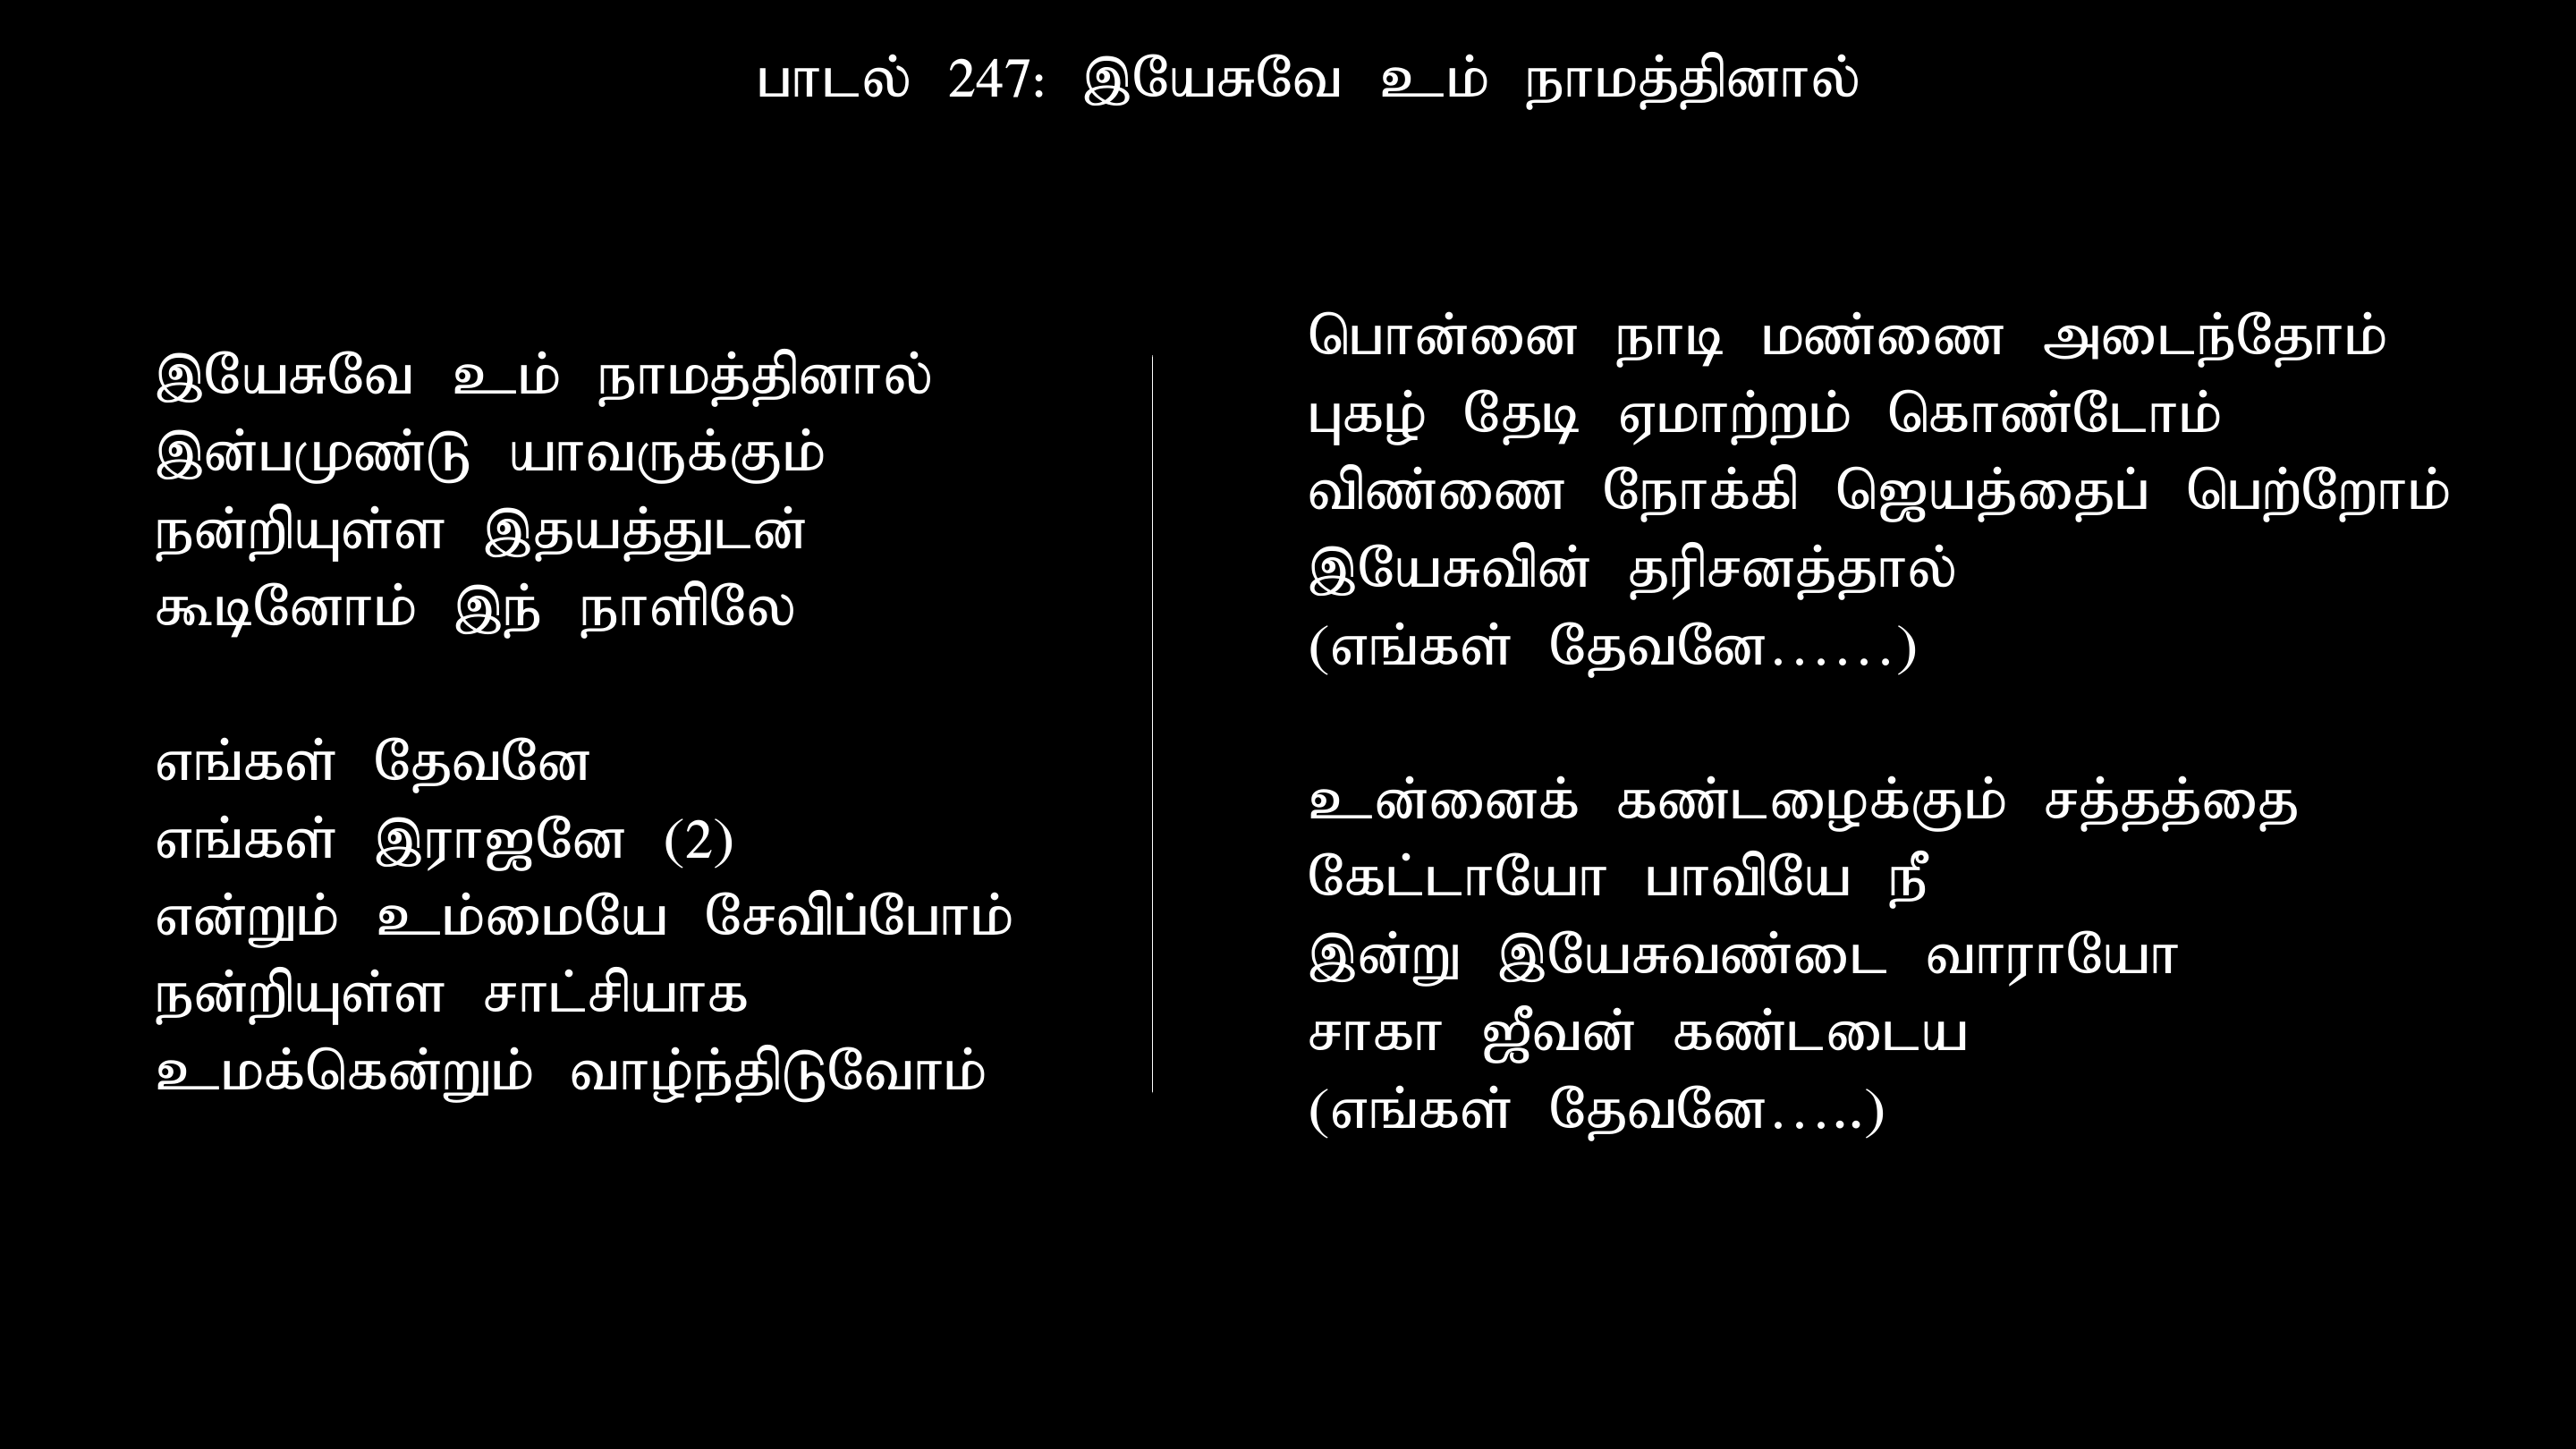 பாடல் 247: இயேசுவே உம் நாமத்தினால்
இயேசுவே உம் நாமத்தினால்
இன்பமுண்டு யாவருக்கும்
நன்றியுள்ள இதயத்துடன்
கூடினோம் இந் நாளிலே
எங்கள் தேவனே
எங்கள் இராஜனே (2)
என்றும் உம்மையே சேவிப்போம்
நன்றியுள்ள சாட்சியாக
உமக்கென்றும் வாழ்ந்திடுவோம்
பொன்னை நாடி மண்ணை அடைந்தோம்
புகழ் தேடி ஏமாற்றம் கொண்டோம்
விண்ணை நோக்கி ஜெயத்தைப் பெற்றோம்
இயேசுவின் தரிசனத்தால்
(எங்கள் தேவனே……)
உன்னைக் கண்டழைக்கும் சத்தத்தை
கேட்டாயோ பாவியே நீ
இன்று இயேசுவண்டை வாராயோ
சாகா ஜீவன் கண்டடைய
(எங்கள் தேவனே…..)